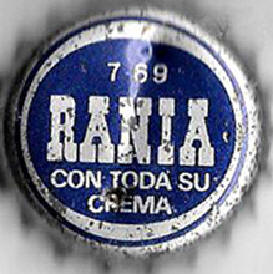 7-69
RANIA
CON TODA SU
CREMA